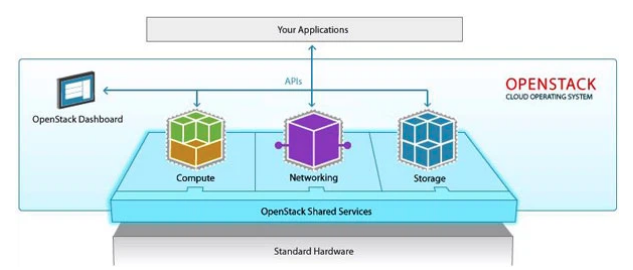 Your Applications
APIs
OPENSTACK
CLOUD OPERATING SYSTEM
OpenStack Dashboard
Compute
Networking
Storage
OpenStack Shared Services
Standard Hardware